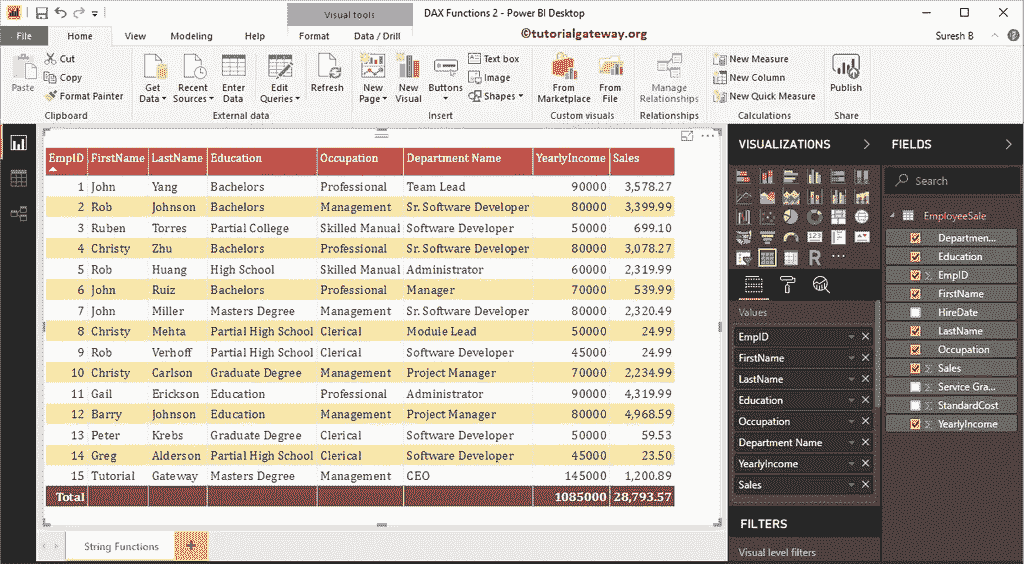 Visual tools
DAX Functions 2 - Power BI Desktop
File Home View Modeling Help Format Data / Drill
©tutorialgateway.org
Suresh B
Paste
Cut
Copy
Format Painter
Clipboard
Get Data
Recent Sources
Enter Data
Edit Queries
Refresh
External data
New Page
New Visual
Buttons
Text box
Image
Shapes
Insert
From Marketplace
From File
Custom visuals
Manage Relationships
Relationships
New Measure
New Column
New Quick Measure
Calculations
Publish
Share
EmpID FirstName LastName Education Occupation Department Name YearlyIncome Sales
1 John Yang Bachelors Professional Team Lead 90000 3,578.27
2 Rob Johnson Bachelors Management Sr. Software Developer 80000 3,399.99
3 Ruben Torres Partial College Skilled Manual Software Developer 50000 699.10
4 Christy Zhu Bachelors Professional Sr. Software Developer 80000 3,078.27
5 Rob Huang High School Skilled Manual Administrator 60000 2,319.99
6 John Ruiz Bachelors Professional Manager 70000 539.99
7 John Miller Masters Degree Management Sr. Software Developer 80000 2,320.49
8 Christy Mehta Partial High School Clerical Module Lead 50000 24.99
9 Rob Verhoff Partial High School Clerical Software Developer 45000 24.99
10 Christy Carlson Graduate Degree Management Project Manager 70000 2,234.99
11 Gail Erickson Education Professional Administrator 90000 4,319.99
12 Barry Johnson Education Management Project Manager 80000 4,968.59
13 Peter Krebs Graduate Degree Clerical Software Developer 50000 59.53
14 Greg Alderson Partial High School Clerical Software Developer 45000 23.50
15 Tutorial Gateway Masters Degree Management CEO 145000 1,200.89
Total 1085000 28,793.57
String Functions
VISUALIZATIONS
R
Values
EmpID
FirstName
LastName
Education
Occupation
Department Name
YearlyIncome
Sales
FILTERS
Visual level filters
FIELDS
Search
EmployeeSale
Departmen...
Education
EmpID
FirstName
HireDate
LastName
Occupation
Sales
Service Gra...
StandardCost
YearlyIncome